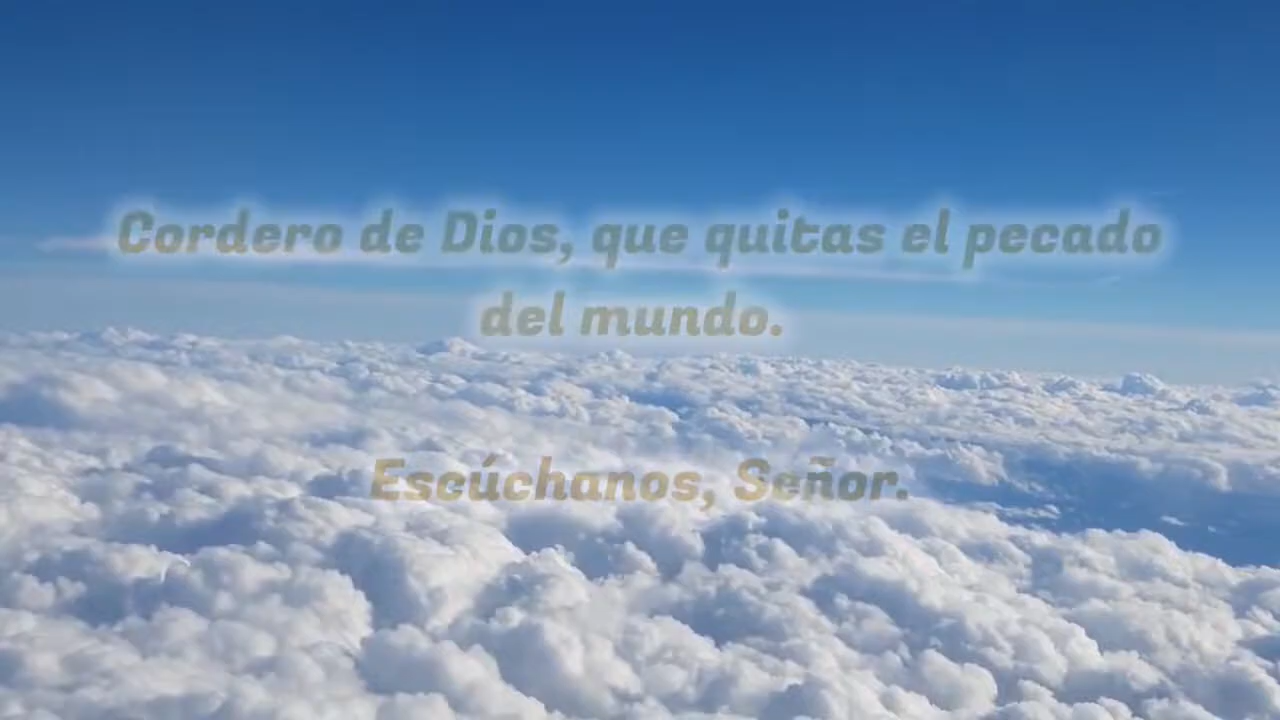 Cordero de Dios, que quitas el pecado
del mundo.
Escúchanos, Señor.